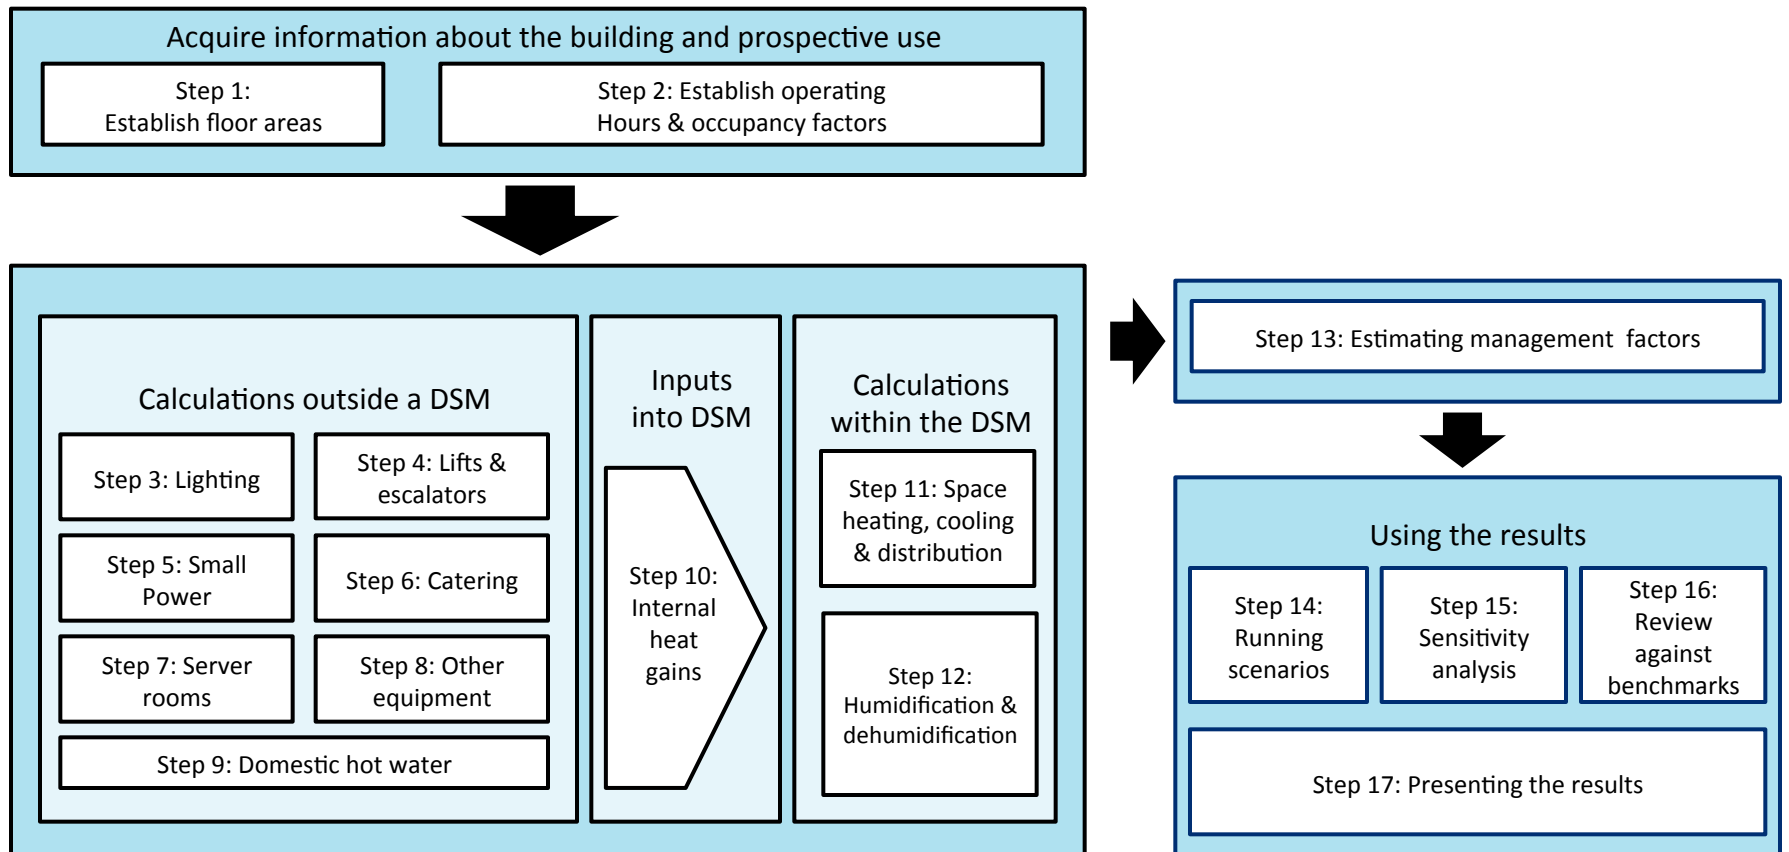 Acquire information about the building and prospective use
Step 1:
Establish floor areas
Step 2: Establish operating
Hours & occupancy factors
Calculations outside a DSM
Step 3: Lighting
Step 4: Lifts &
escalators
Step 5: Small
Power
Step 6: Catering
Step 7: Server
rooms
Step 8: Other
equipment
Step 9: Domestic hot water
Inputs
into DSM
Step 10:
Internal
heat
gains
Calculations
within the DSM
Step 11: Space
heating, cooling
& distribution
Step 12:
Humidification &
dehumidification
Step 13: Estimating management factors
Using the results
Step 14:
Running
scenarios
Step 15:
Sensitivity
analysis
Step 16:
Review
against
benchmarks
Step 17: Presenting the results